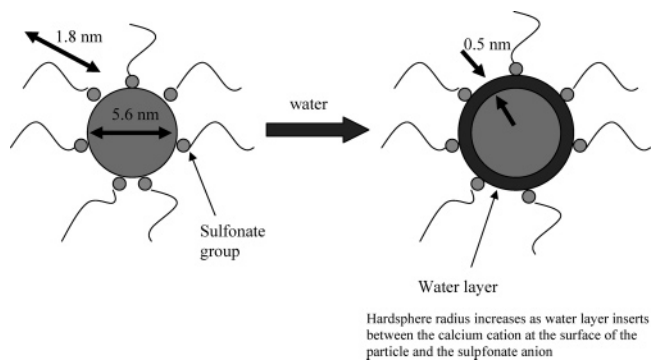 1.8 nm
0.5 nm
5.6 nm
water
Sulfonate
group
Water layer
Hardsphere radius increases as water layer inserts
between the calcium cation at the surface of the
particle and the sulpfonate anion